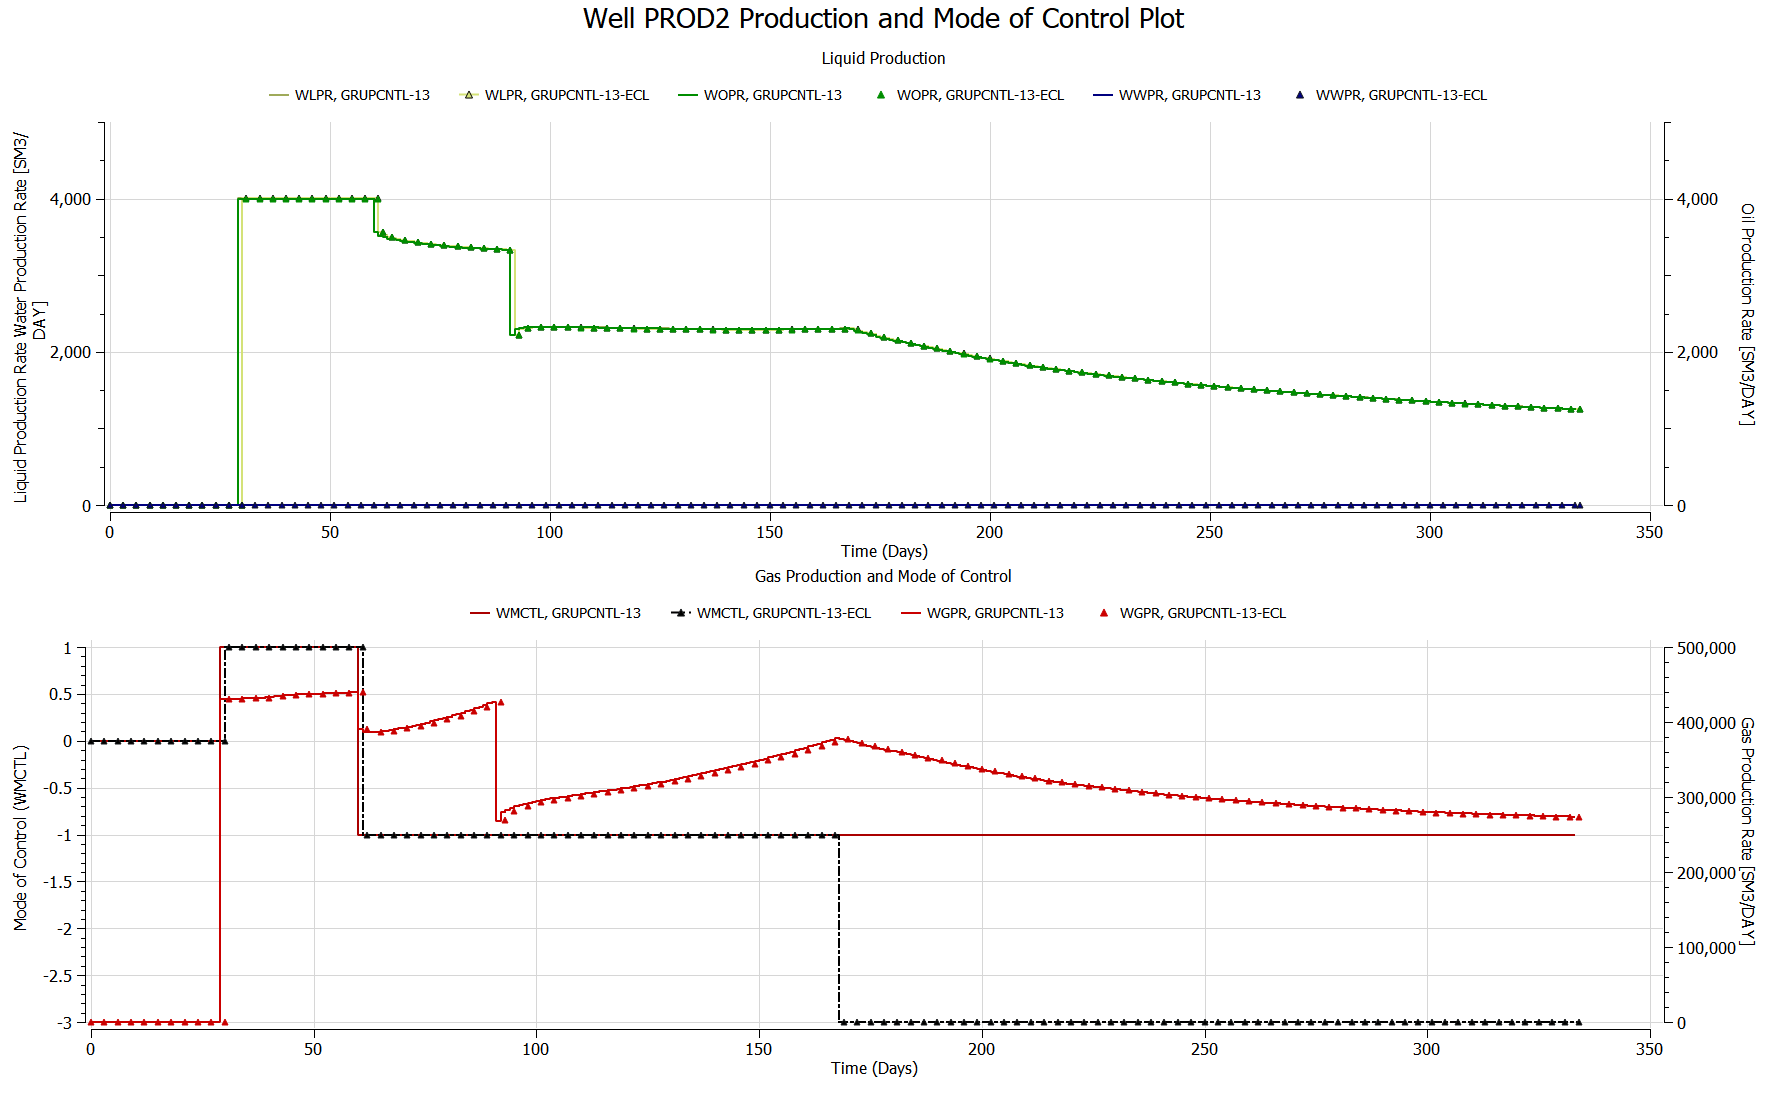 Well PROD2 Production and Mode of Control Plot
Liquid Production
WLPR, GRUPCNTL-13 WLPR, GRUPCNTL-13-ECL WOPR, GRUPCNTL-13 WOPR, GRUPCNTL-13-ECL WWPR, GRUPCNTL-13 WWPR, GRUPCNTL-13-ECL
Liquid Production Rate Water Production Rate [SM3/
DAY]
4,000
2,000
0
4,000
2,000
0
Oil Production Rate [SM3/DAY]
0 50 100 150 200 250 300 350
Time (Days)
Gas Production and Mode of Control
WMCTL, GRUPCNTL-13 WMCTL, GRUPCNTL-13-ECL WGPR, GRUPCNTL-13 WGPR, GRUPCNTL-13-ECL
Mode of Control (WMCTL)
1
0.5
0
-0.5
-1
-1.5
-2
-2.5
-3
500,000
400,000
300,000
200,000
100,000
0
Gas Production Rate [SM3/DAY]
0 50 100 150 200 250 300 350
Time (Days)